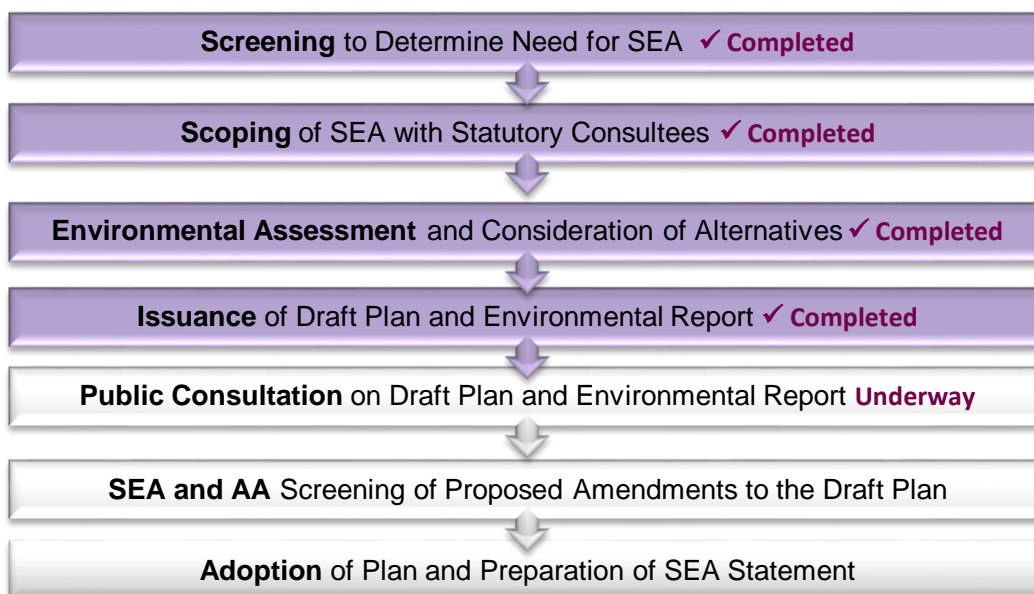 Screening to Determine Need for SEA ✓ Completed
Scoping of SEA with Statutory Consultees ✓ Completed
Environmental Assessment and Consideration of Alternatives ✓ Completed
Issuance of Draft Plan and Environmental Report ✓ Completed
Public Consultation on Draft Plan and Environmental Report Underway
SEA and AA Screening of Proposed Amendments to the Draft Plan
Adoption of Plan and Preparation of SEA Statement